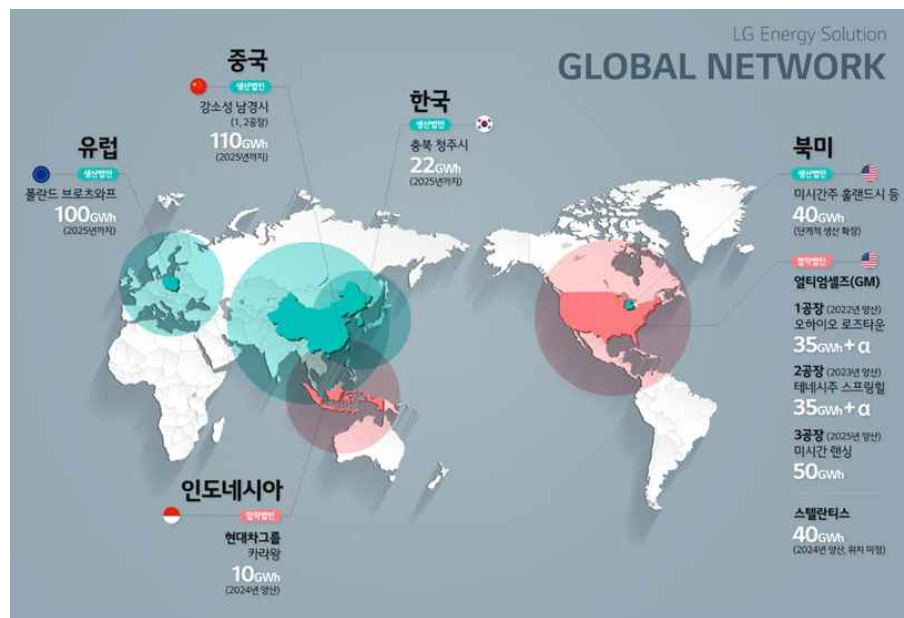 LG Energy Solution
GLOBAL NETWORK
중국
생산법인
강소성 남경시
(1, 2공장)
110GWh
(2025년까지)
한국
생산법인
충북 청주시
22GWh
(2025년까지)
유럽
생산법인
폴란드 브로츠와프
100GWh
(2025년까지)
북미
생산법인
미시간주 홀랜드시 등
40GWh
(단계적 생산 확장)
합작법인
얼티엄셀즈(GM)
1공장 (2022년 양산)
오하이오 로즈타운
35GWh+α
2공장 (2023년 양산)
테네시주 스프링힐
35GWh+α
3공장 (2025년 양산)
미시간 랜싱
50GWh
스텔란티스
40GWh
(2024년 양산, 위치 미정)
인도네시아
합작법인
현대차그룹
카라왕
10GWh
(2024년 양산)